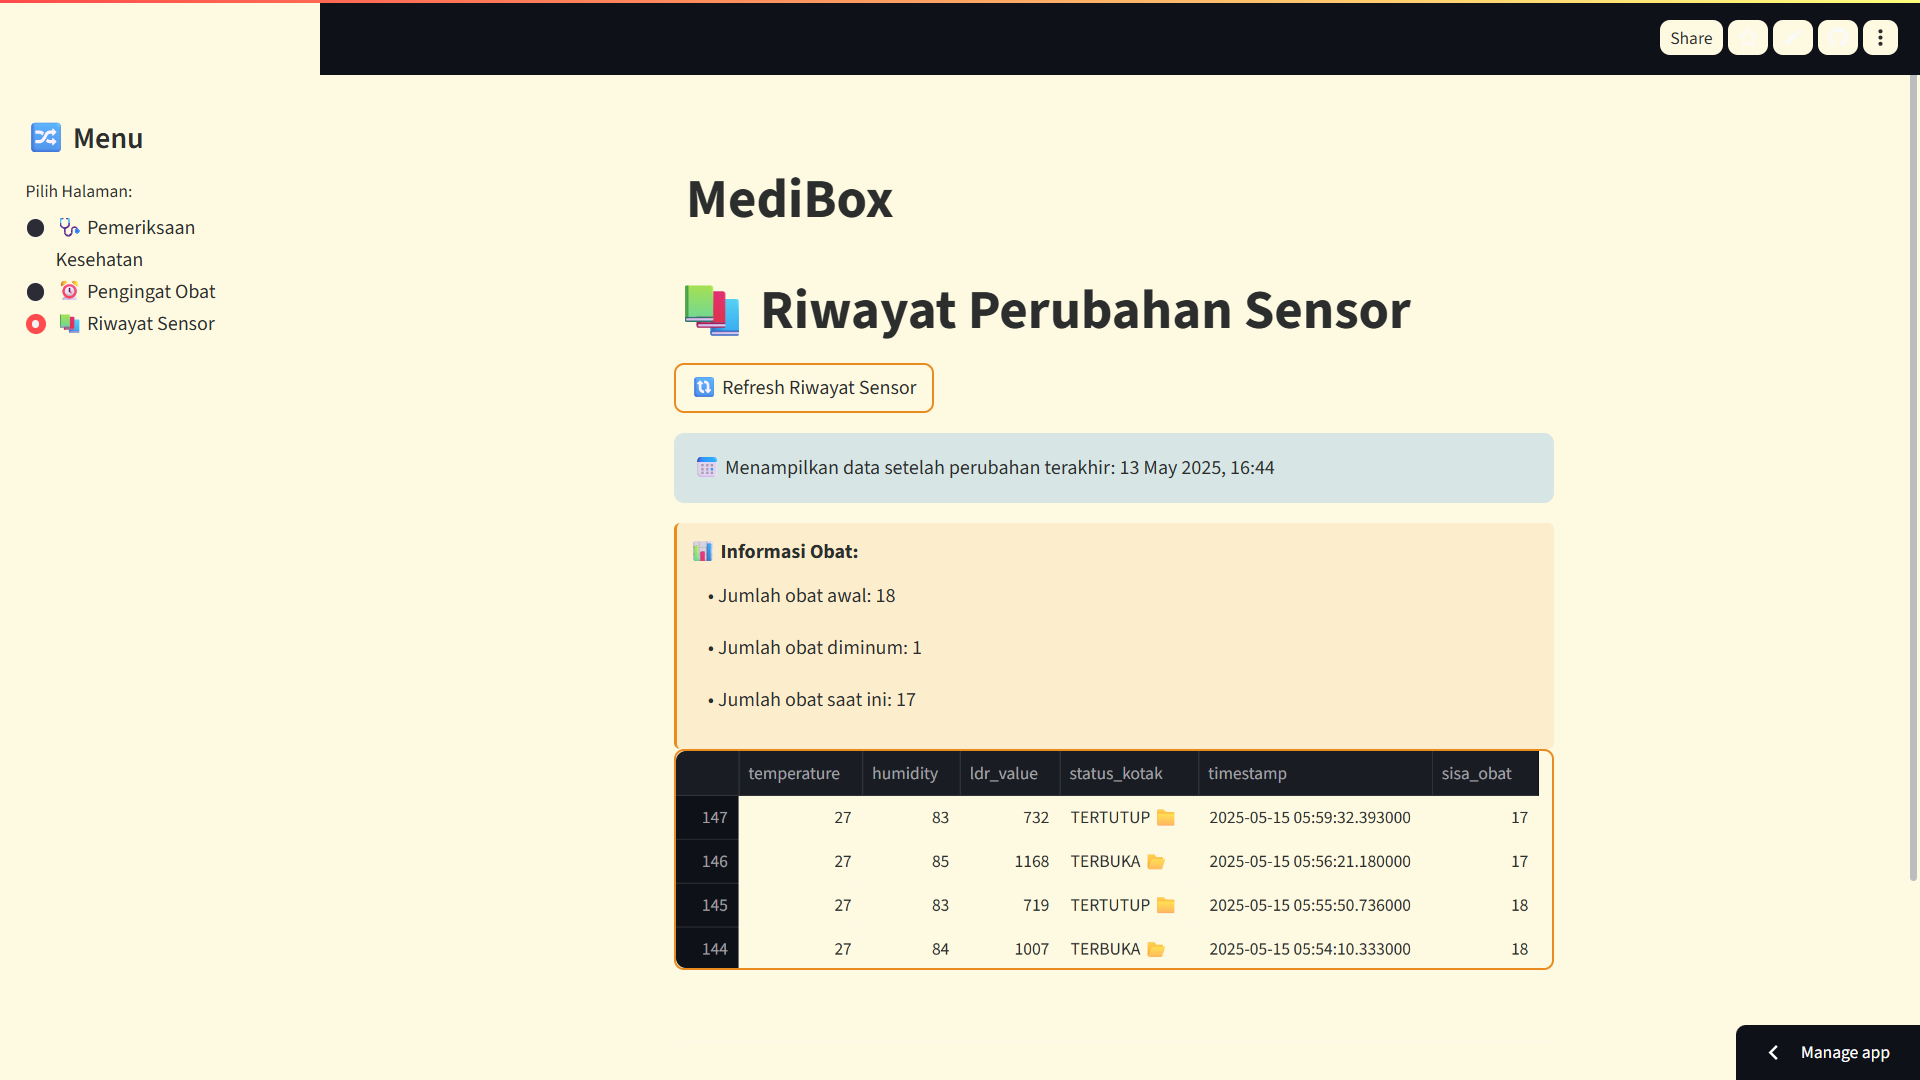 Share
Menu
Pilih Halaman:
Pemeriksaan
Kesehatan
Pengingat Obat
Riwayat Sensor
MediBox
Riwayat Perubahan Sensor
Refresh Riwayat Sensor
Menampilkan data setelah perubahan terakhir: 13 May 2025, 16:44
Informasi Obat:
• Jumlah obat awal: 18
• Jumlah obat diminum: 1
• Jumlah obat saat ini: 17
temperature humidity ldr_value status_kotak timestamp sisa_obat
147 27 83 732 TERTUTUP 2025-05-15 05:59:32.393000 17
146 27 85 1168 TERBUKA 2025-05-15 05:56:21.180000 17
145 27 83 719 TERTUTUP 2025-05-15 05:55:50.736000 18
144 27 84 1007 TERBUKA 2025-05-15 05:54:10.333000 18
Manage app